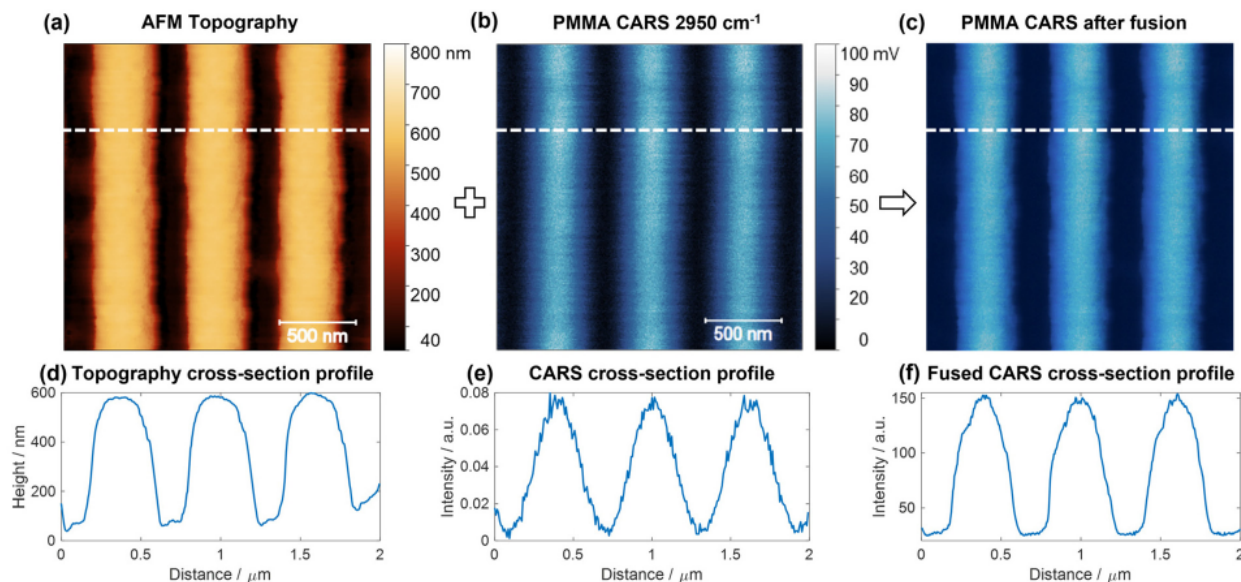 (a) AFM Topography
800 nm
700
600
500
400
300
200
40
500 nm
(b) PMMA CARS 2950 cm⁻¹
100 mV
90
80
70
60
50
40
30
20
10
0
500 nm
(c) PMMA CARS after fusion
(d) Topography cross-section profile
Height / nm
600
400
200
0
0 0.5 1 1.5 2
Distance / μm
(e) CARS cross-section profile
Intensity / a.u.
0.08
0.06
0.04
0.02
0
0 0.5 1 1.5 2
Distance / μm
(f) Fused CARS cross-section profile
Intensity / a.u.
150
100
50
0 0.5 1 1.5 2
Distance / μm